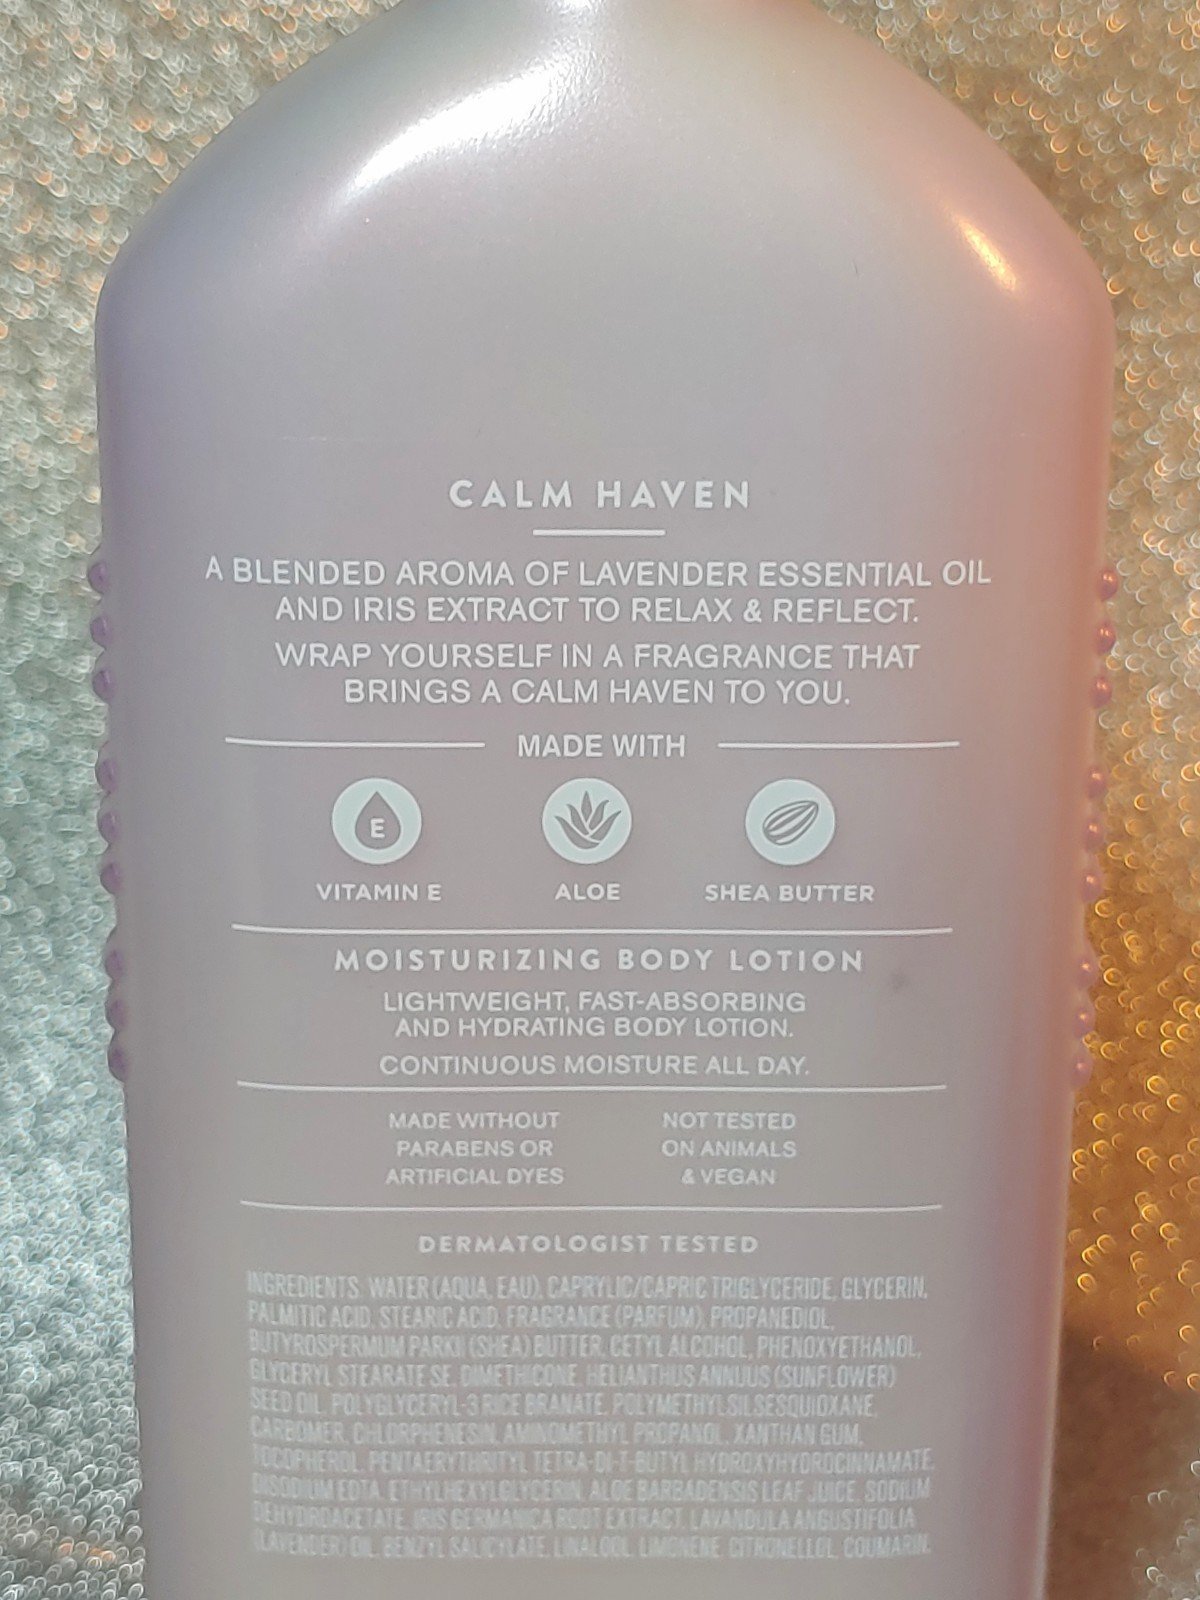 CALM HAVEN
A BLENDED AROMA OF LAVENDER ESSENTIAL OIL
AND IRIS EXTRACT TO RELAX & REFLECT.
WRAP YOURSELF IN A FRAGRANCE THAT
BRINGS A CALM HAVEN TO YOU.
MADE WITH
E
VITAMIN E ALOE SHEA BUTTER
MOISTURIZING BODY LOTION
LIGHTWEIGHT, FAST-ABSORBING
AND HYDRATING BODY LOTION.
CONTINUOUS MOISTURE ALL DAY.
MADE WITHOUT
PARABENS OR
ARTIFICIAL DYES
NOT TESTED
ON ANIMALS
& VEGAN
DERMATOLOGIST TESTED
INGREDIENTS: WATER (AQUA, EAU), CAPRYLIC/CAPRIC TRIGLYCERIDE, GLYCERIN,
PALMITIC ACID, STEARIC ACID, FRAGRANCE (PARFUM), PROPANEDIOL,
BUTYROSPERMUM PARKII (SHEA) BUTTER, CETYL ALCOHOL, PHENOXYETHANOL,
GLYCERYL STEARATE SE, DIMETHICONE, HELIANTHUS ANNUUS (SUNFLOWER)
SEED OIL, POLYGLYCERYL-3 RICE BRANATE, POLYMETHYLSILSESQUIOXANE,
CARBOMER, CHLORPHENESIN, AMINOMETHYL PROPANOL, XANTHAN GUM,
TOCOPHEROL, PENTAERYTHRITYL TETRA-DI-T-BUTYL HYDROXYHYDROCINNAMATE,
DISODIUM EDTA, ETHYLHEXYLGLYCERIN, ALOE BARBADENSIS LEAF JUICE, SODIUM
DEHYDROACETATE, IRIS GERMANICA ROOT EXTRACT, LAVANDULA ANGUSTIFOLIA
(LAVENDER) OIL, BENZYL SALICYLATE, LINALOOL, LIMONENE, CITRONELLOL, COUMARIN.